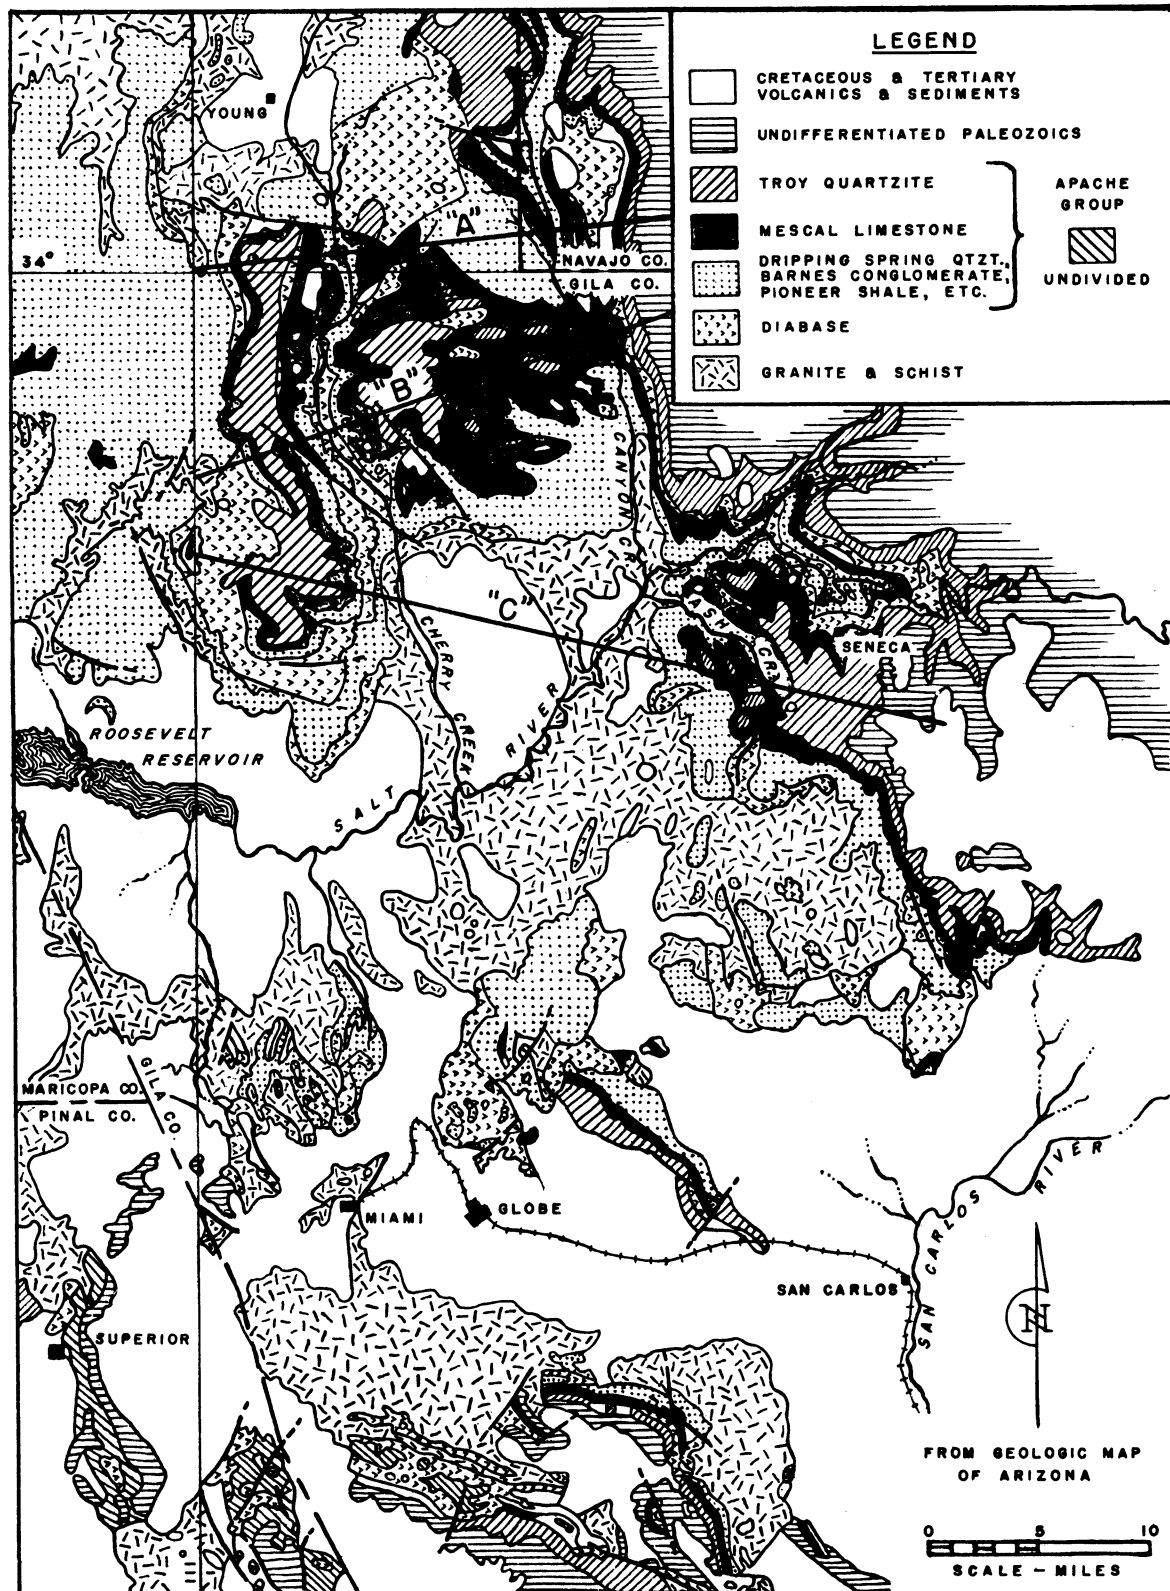 LEGEND
CRETACEOUS & TERTIARY
VOLCANICS & SEDIMENTS
UNDIFFERENTIATED PALEOZOICS
TROY QUARTZITE
MESCAL LIMESTONE
DRIPPING SPRING QTZT.,
BARNES CONGLOMERATE,
PIONEER SHALE, ETC.
APACHE
GROUP
UNDIVIDED
DIABASE
GRANITE & SCHIST
YOUNG
"A"
34°
NAVAJO CO.
GILA CO.
"B"
CANYON CR.
"C"
ASH CR.
SENECA
CHERRY CREEK
ROOSEVELT
RESERVOIR
SALT RIVER
MARICOPA CO.
PINAL CO.
GILA CO.
MIAMI
GLOBE
SAN CARLOS
SAN CARLOS RIVER
SUPERIOR
N
FROM GEOLOGIC MAP
OF ARIZONA
0 5 10
SCALE – MILES